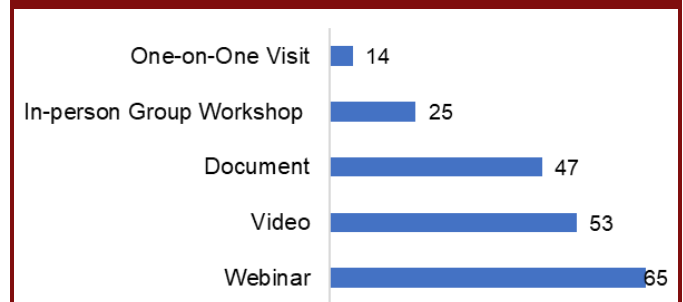 One-on-One Visit 14
In-person Group Workshop 25
Document 47
Video 53
Webinar 65